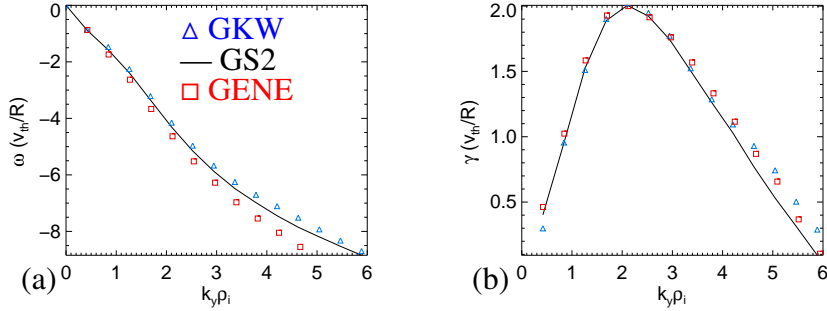 GKW
GS2
GENE
ω (v_th/R)
0
-2
-4
-6
-8
0 1 2 3 4 5 6
k_yρ_i
(a)
γ (v_th/R)
2.0
1.5
1.0
0.5
0 1 2 3 4 5 6
k_yρ_i
(b)